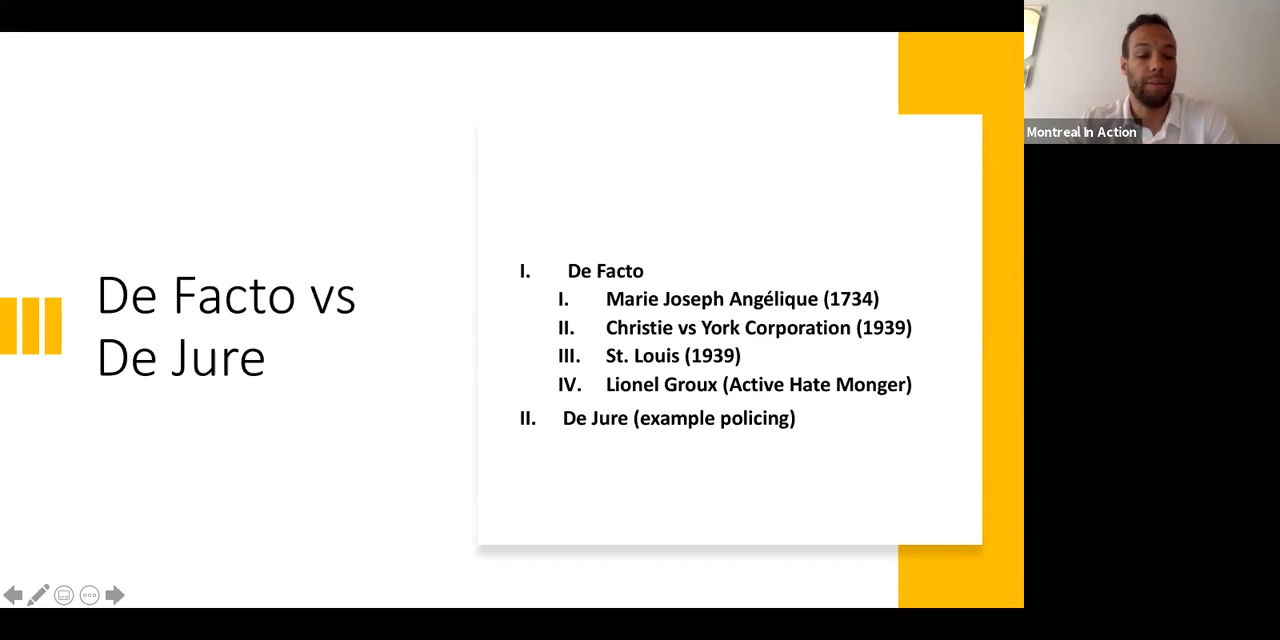 De Facto vs
De Jure
I. De Facto
I. Marie Joseph Angélique (1734)
II. Christie vs York Corporation (1939)
III. St. Louis (1939)
IV. Lionel Groux (Active Hate Monger)
II. De Jure (example policing)
Montreal In Action